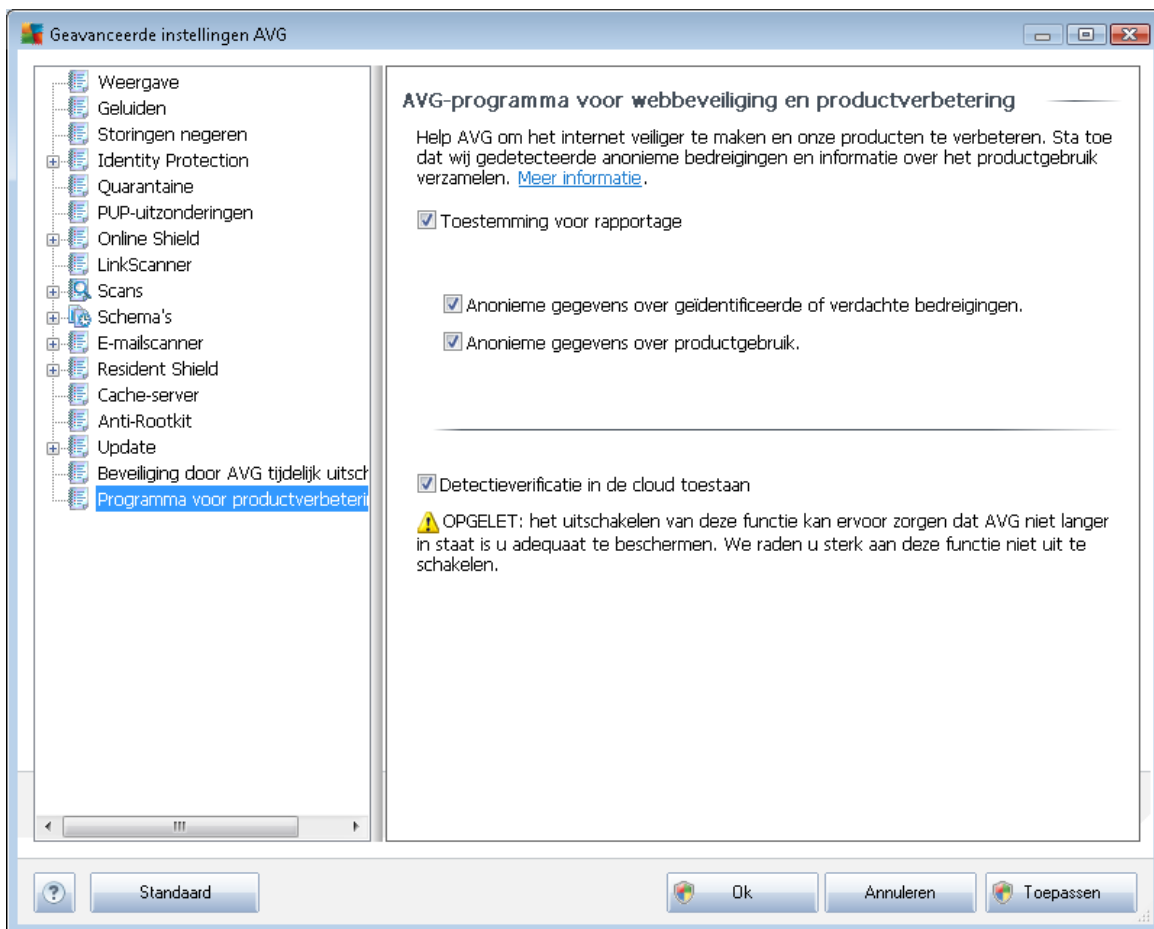 Geavanceerde instellingen AVG
Weergave
Geluiden
Storingen negeren
Identity Protection
Quarantaine
PUP-uitzonderingen
Online Shield
LinkScanner
Scans
Schema's
E-mailscanner
Resident Shield
Cache-server
Anti-Rootkit
Update
Beveiliging door AVG tijdelijk uitsch
Programma voor productverbeterin
AVG-programma voor webbeveiliging en productverbetering
Help AVG om het internet veiliger te maken en onze producten te verbeteren. Sta toe
dat wij gedetecteerde anonieme bedreigingen en informatie over het productgebruik
verzamelen. Meer informatie.
Toestemming voor rapportage
Anonieme gegevens over geïdentificeerde of verdachte bedreigingen.
Anonieme gegevens over productgebruik.
Detectieverificatie in de cloud toestaan
OPGELET: het uitschakelen van deze functie kan ervoor zorgen dat AVG niet langer
in staat is u adequaat te beschermen. We raden u sterk aan deze functie niet uit te
schakelen.
?
Standaard
Ok
Annuleren
Toepassen